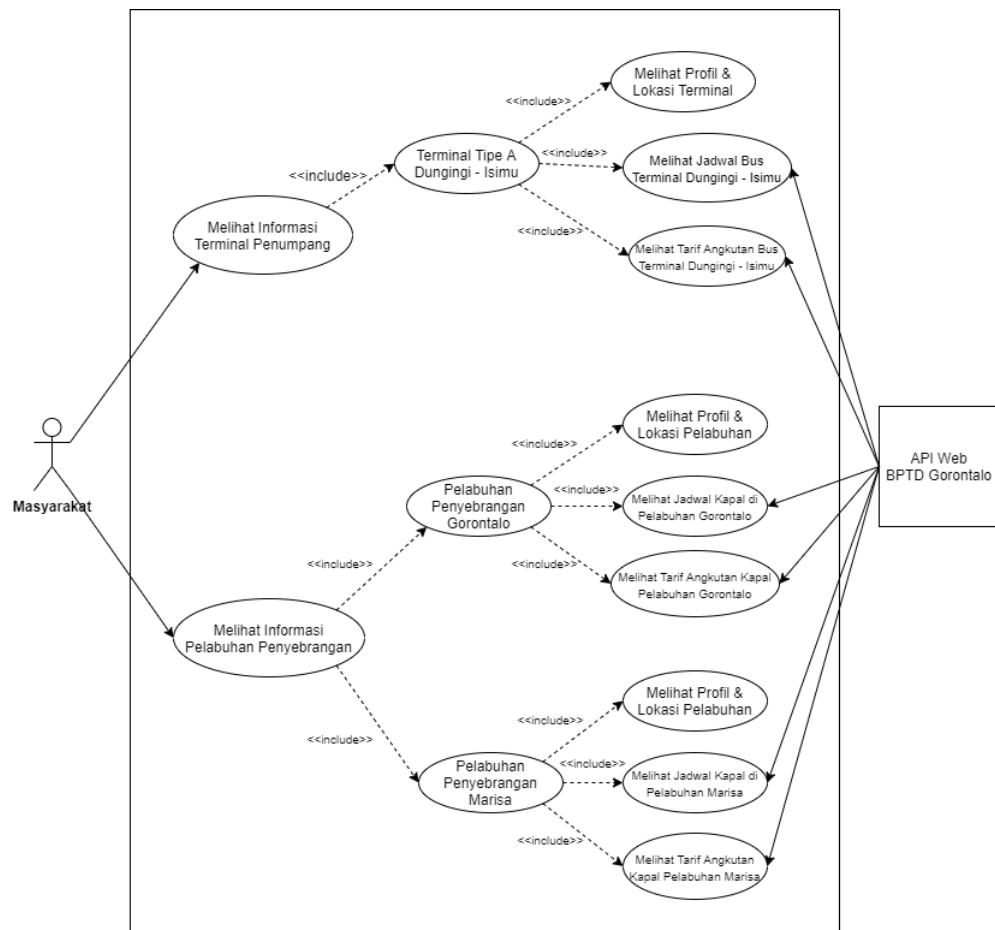 Melihat Profil &
Lokasi Terminal
<<include>>
Terminal Tipe A
Dungingi - Isimu
<<include>>
Melihat Jadwal Bus
Terminal Dungingi - Isimu
<<include>>
Melihat Informasi
Terminal Penumpang
<<include>>
Melihat Tarif Angkutan Bus
Terminal Dungingi - Isimu
Masyarakat
Melihat Profil &
Lokasi Pelabuhan
<<include>>
API Web
BPTD Gorontalo
Pelabuhan
Penyebrangan
Gorontalo
<<include>>
Melihat Jadwal Kapal di
Pelabuhan Gorontalo
<<include>>
<<include>>
Melihat Tarif Angkutan Kapal
Pelabuhan Gorontalo
Melihat Informasi
Pelabuhan Penyebrangan
Melihat Profil &
Lokasi Pelabuhan
<<include>>
<<include>>
Pelabuhan
Penyebrangan
Marisa
<<include>>
Melihat Jadwal Kapal di
Pelabuhan Marisa
<<include>>
Melihat Tarif Angkutan
Kapal Pelabuhan Marisa